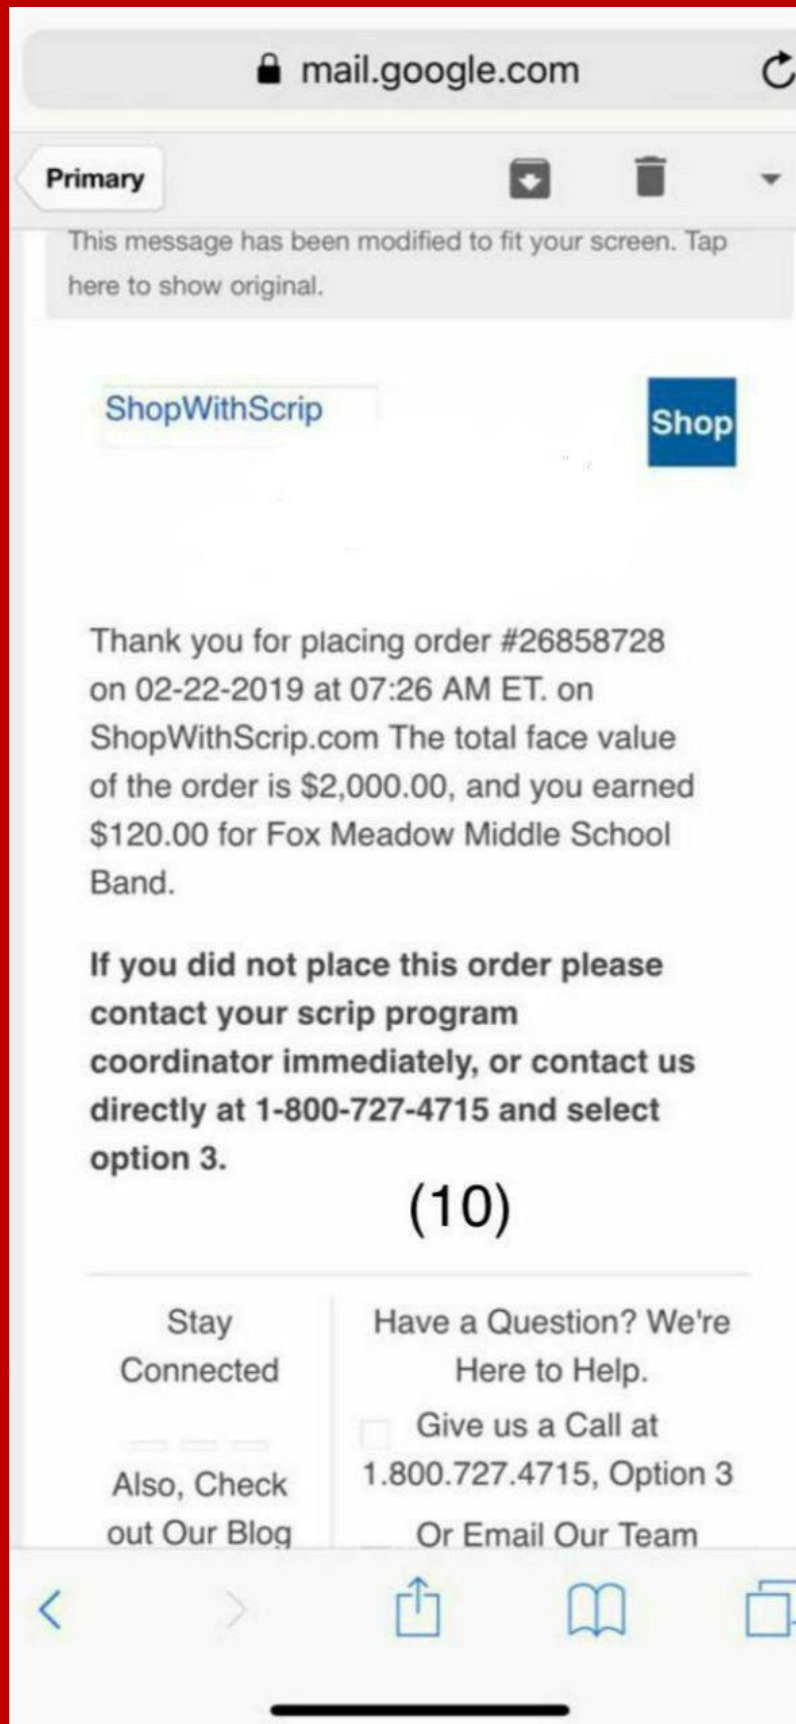 mail.google.com
Primary
This message has been modified to fit your screen. Tap
here to show original.
ShopWithScrip
Shop
Thank you for placing order #26858728
on 02-22-2019 at 07:26 AM ET. on
ShopWithScrip.com The total face value
of the order is $2,000.00, and you earned
$120.00 for Fox Meadow Middle School
Band.
If you did not place this order please
contact your scrip program
coordinator immediately, or contact us
directly at 1-800-727-4715 and select
option 3.
(10)
Stay
Connected
Also, Check
out Our Blog
Have a Question? We're
Here to Help.
Give us a Call at
1.800.727.4715, Option 3
Or Email Our Team